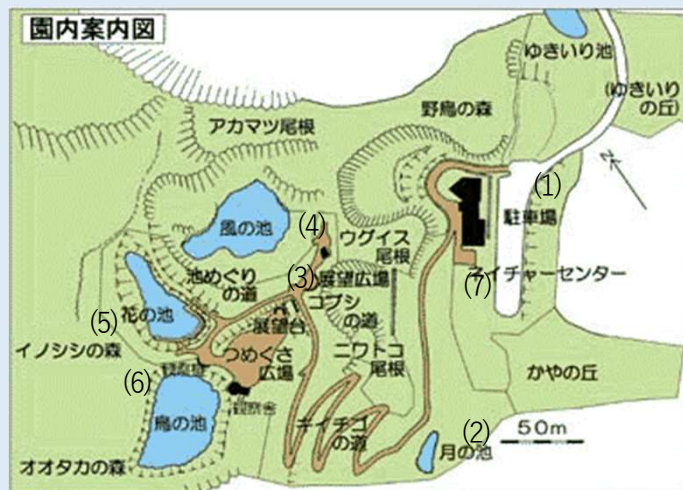 園内案内図
ゆきいり池
(ゆきいり
の丘)
野鳥の森
アカマツ尾根
(1)
駐車場
風の池
(4)
ウグイス
尾根
池めぐり
の道
(3)
展望広場
(7)
ネイチャーセンター
コブシ
の道
(5)
花の池
展望台
イノシシの森
つめくさ
広場
ニワトコ
尾根
かやの丘
(6)
鳥の池
観察舎
キイチゴ
の道
(2)
50m
月の池
オオタカの森